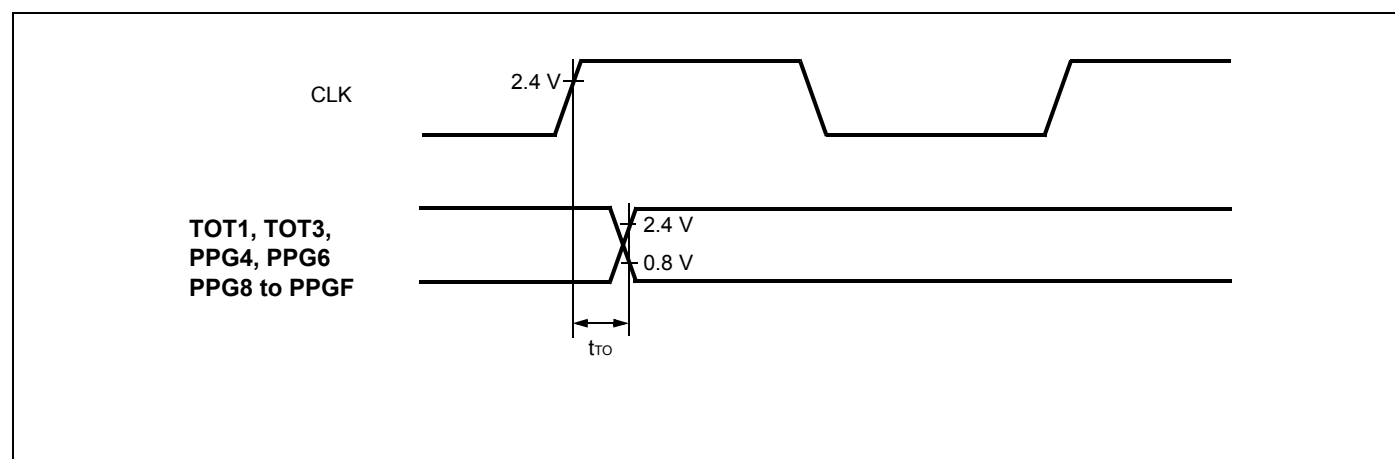 CLK
2.4 V
TOT1, TOT3,
PPG4, PPG6
PPG8 to PPGF
2.4 V
0.8 V
tTO